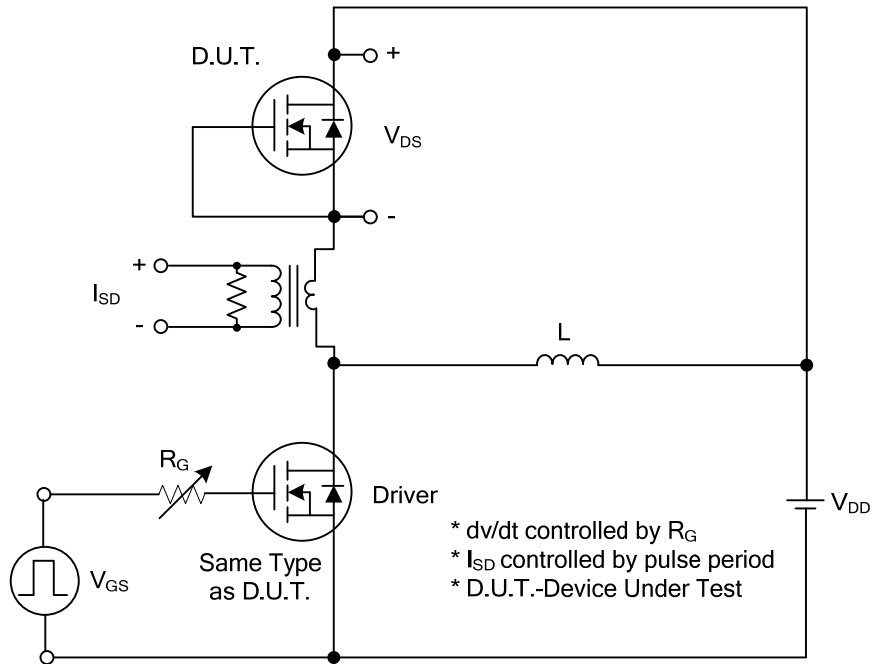 D.U.T.
+
VDS
-
+
ISD
-
L
RG
Driver
VDD
VGS
Same Type
as D.U.T.
* dv/dt controlled by RG
* ISD controlled by pulse period
* D.U.T.-Device Under Test